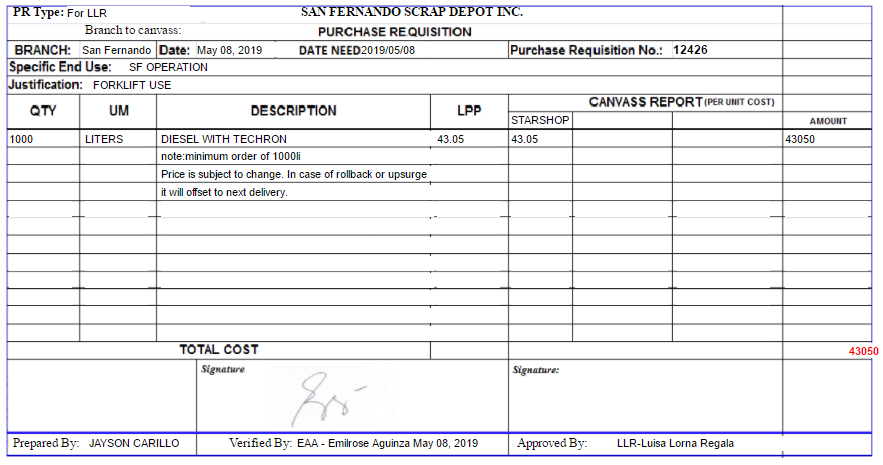 PR Type: For LLR SAN FERNANDO SCRAP DEPOT INC.
Branch to canvass: PURCHASE REQUISITION
BRANCH: San Fernando Date: May 08, 2019 DATE NEED2019/05/08 Purchase Requisition No.: 12426
Specific End Use: SF OPERATION
Justification: FORKLIFT USE
QTY UM DESCRIPTION LPP CANVASS REPORT (PER UNIT COST)
STARSHOP AMOUNT
1000 LITERS DIESEL WITH TECHRON 43.05 43.05 43050
note:minimum order of 1000li
Price is subject to change. In case of rollback or upsurge
it will offset to next delivery.
TOTAL COST 43050
Signature Signature:
Prepared By: JAYSON CARILLO Verified By: EAA - Emilrose Aguinza May 08, 2019 Approved By: LLR-Luisa Lorna Regala